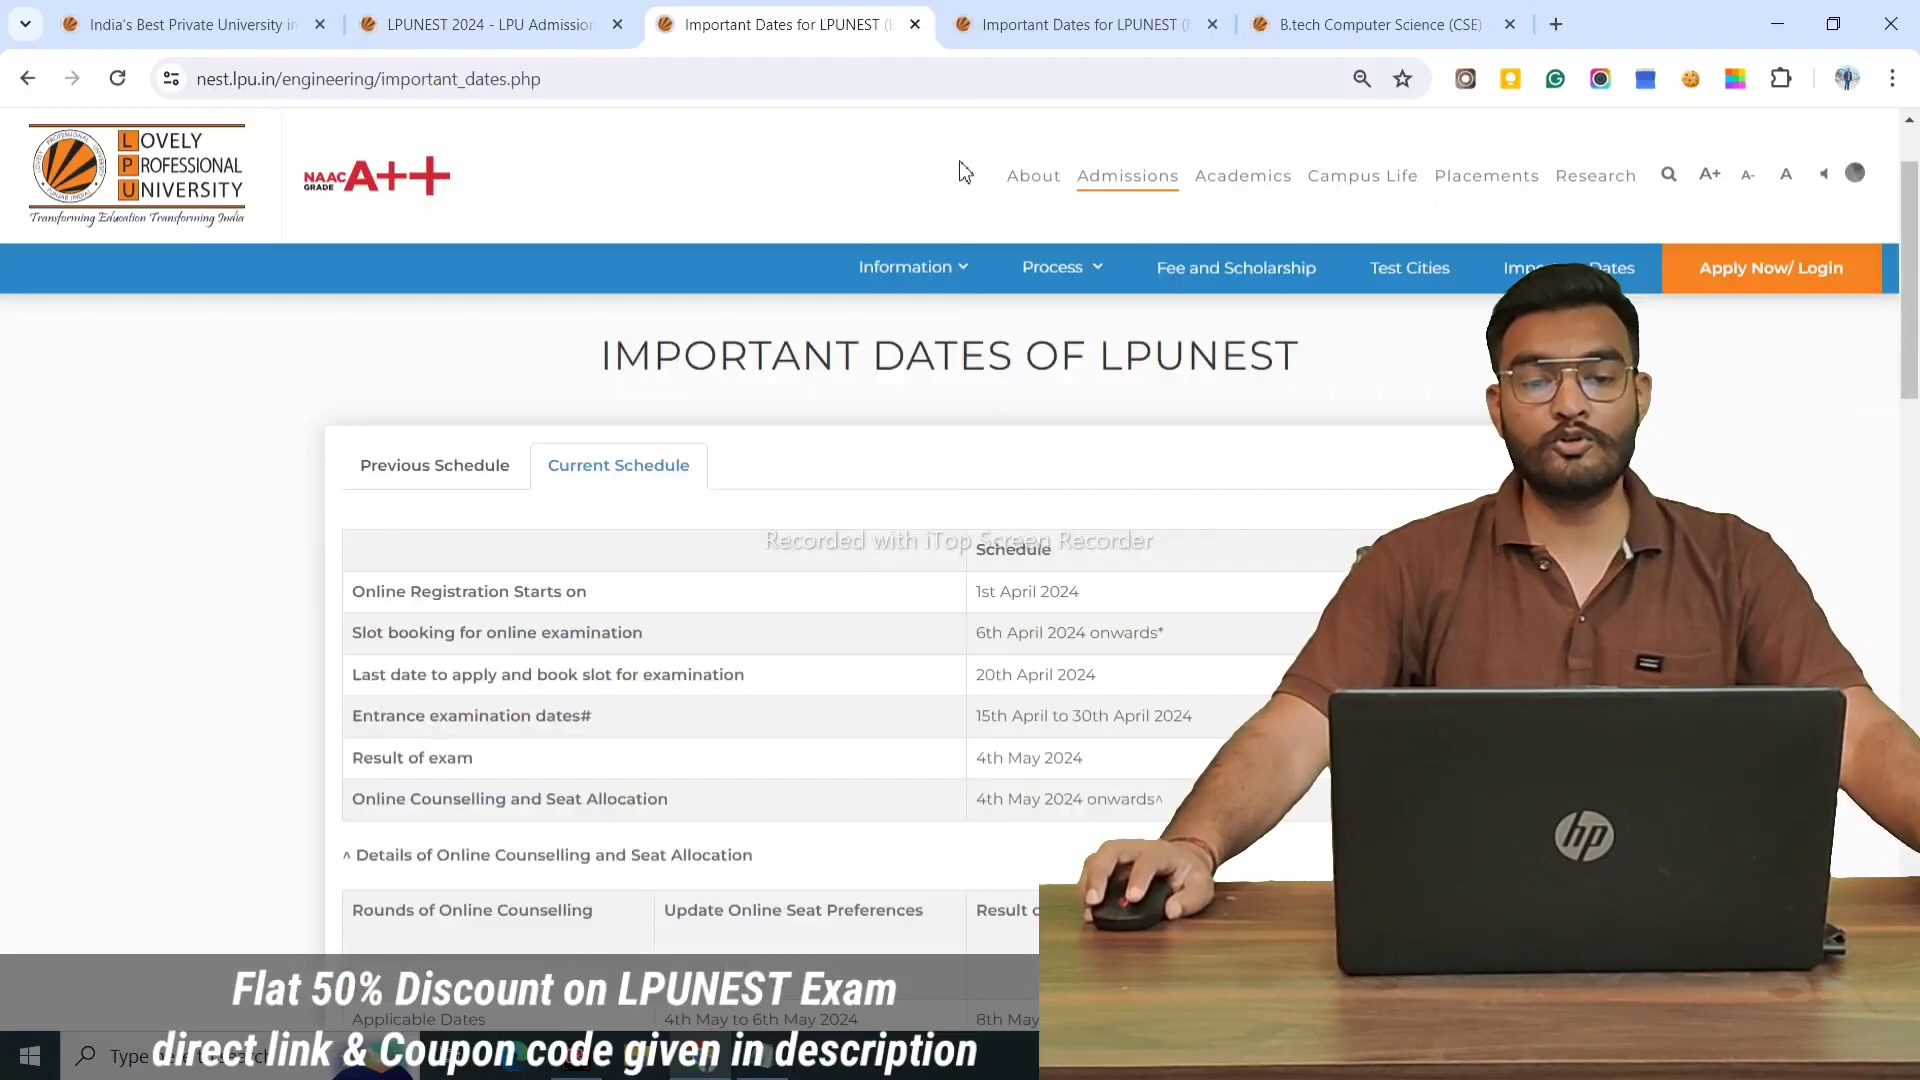 India's Best Private University in
LPUNEST 2024 - LPU Admission
Important Dates for LPUNEST (
Important Dates for LPUNEST (
B.tech Computer Science (CSE)
nest.lpu.in/engineering/important_dates.php
LOVELY
PROFESSIONAL
UNIVERSITY
Transforming Education Transforming India
NAAC
GRADE A++
About Admissions Academics Campus Life Placements Research A+ A- A
Information Process Fee and Scholarship Test Cities Dates Apply Now/ Login
IMPORTANT DATES OF LPUNEST
Previous Schedule Current Schedule
Recorded with iTop Screen Recorder
Schedule
Online Registration Starts on 1st April 2024
Slot booking for online examination 6th April 2024 onwards*
Last date to apply and book slot for examination 20th April 2024
Entrance examination dates# 15th April to 30th April 2024
Result of exam 4th May 2024
Online Counselling and Seat Allocation 4th May 2024 onwards^
^ Details of Online Counselling and Seat Allocation
Rounds of Online Counselling Update Online Seat Preferences Result
Applicable Dates 4th May to 6th May 2024 8th May
Flat 50% Discount on LPUNEST Exam
direct link & Coupon code given in description
hp